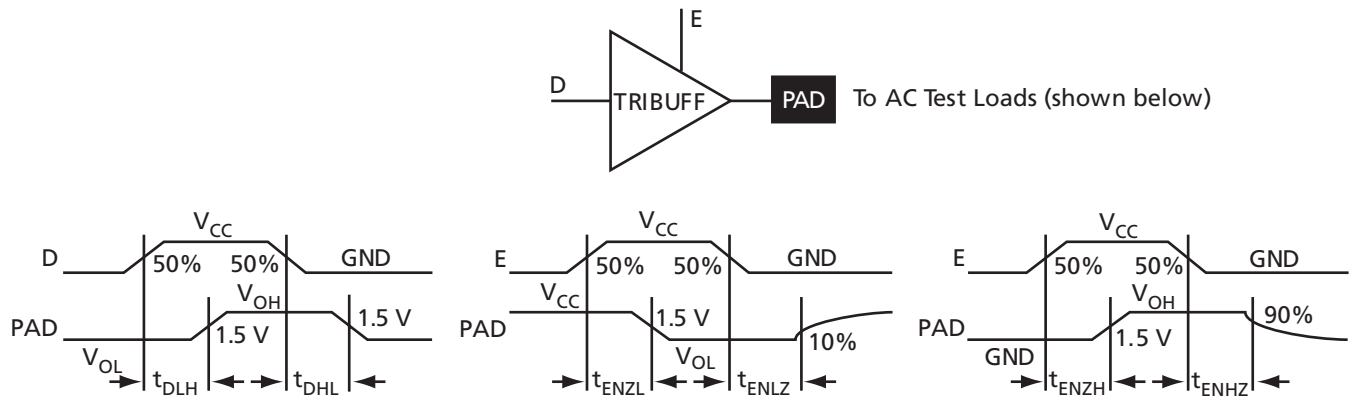 E
D
TRIBUFF
PAD
To AC Test Loads (shown below)
V_CC
D
50%
50%
GND
V_OH
PAD
1.5 V
1.5 V
V_OL
t_DLH
t_DHL
V_CC
E
50%
50%
GND
V_CC
PAD
1.5 V
V_OL
10%
t_ENZL
t_ENLZ
V_CC
E
50%
50%
GND
V_OH
PAD
90%
GND
1.5 V
t_ENZH
t_ENHZ